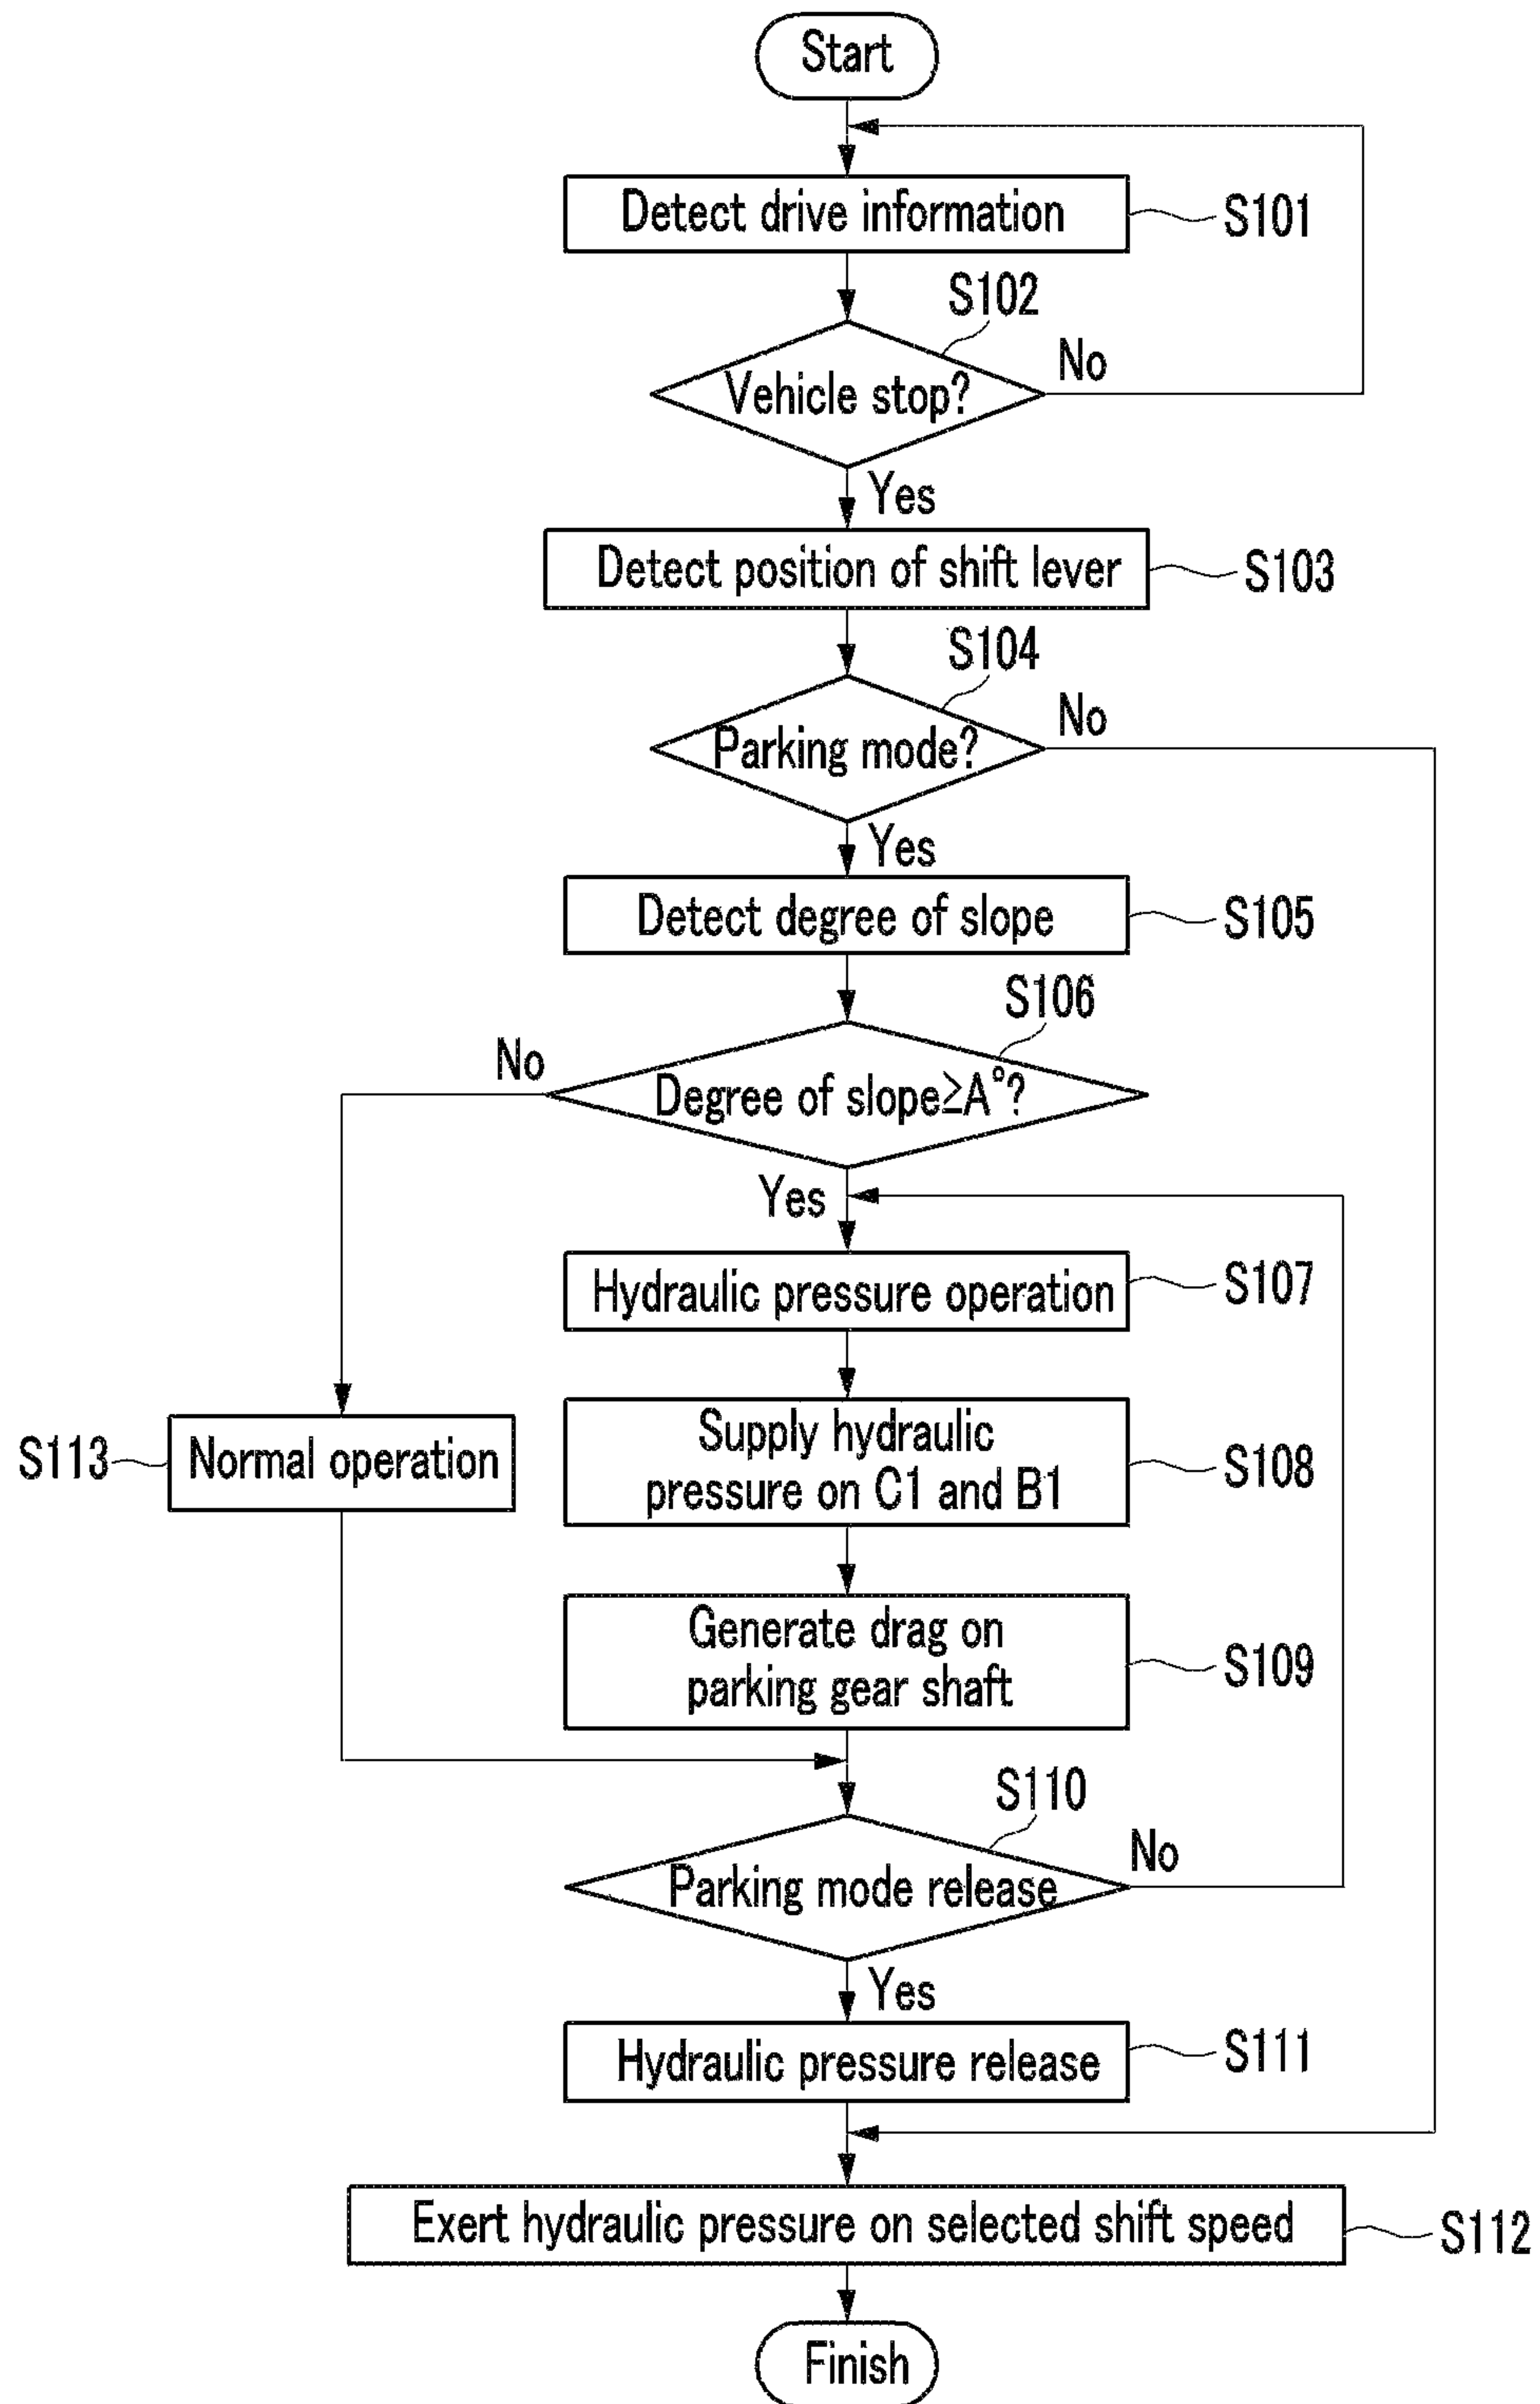 Start
Detect drive information
S101
S102
Vehicle stop?
No
Yes
Detect position of shift lever
S103
S104
Parking mode?
No
Yes
Detect degree of slope
S105
S106
No
Degree of slope≥A°?
Yes
Hydraulic pressure operation
S107
S113
Normal operation
Supply hydraulic
pressure on C1 and B1
S108
Generate drag on
parking gear shaft
S109
S110
Parking mode release
No
Yes
Hydraulic pressure release
S111
Exert hydraulic pressure on selected shift speed
S112
Finish